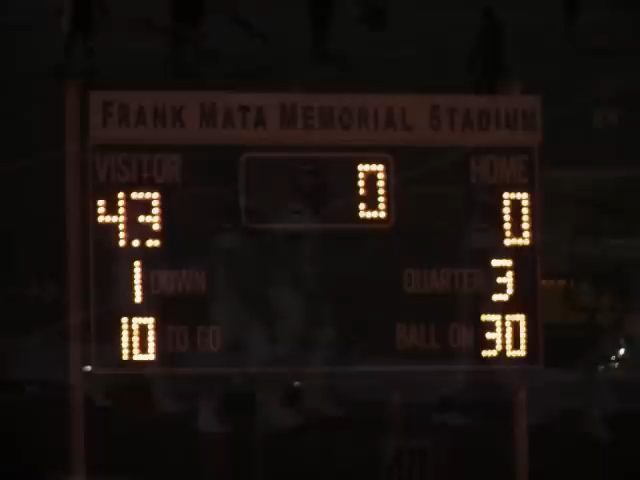 FRANK MATA MEMORIAL STADIUM
VISITOR 0 HOME
43 0
1 DOWN QUARTER 3
10 TO GO BALL ON 30